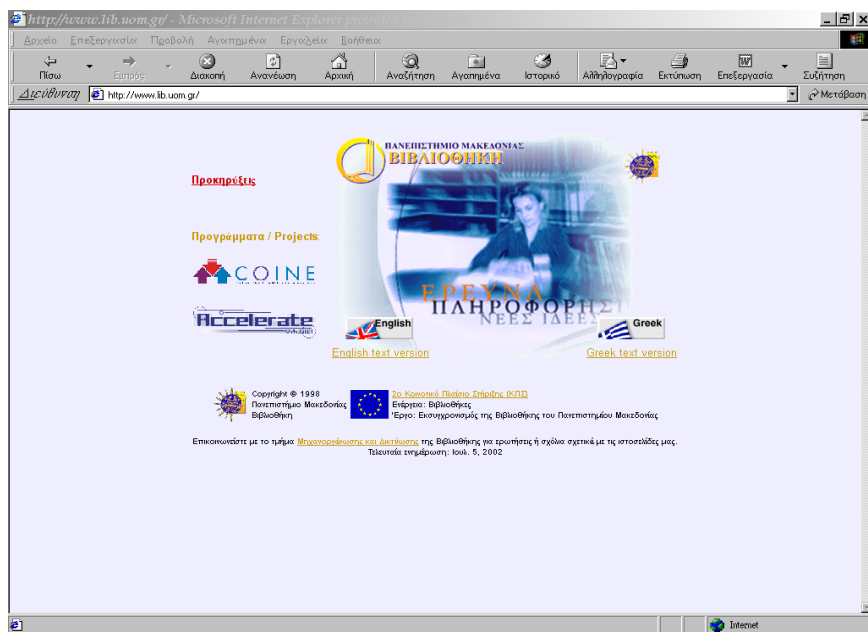 http://www.lib.uom.gr/ - Microsoft Internet Explorer provided
Αρχείο Επεξεργασία Προβολή Αγαπημένα Εργαλεία Βοήθεια
Πίσω Εμπρός Διακοπή Ανανέωση Αρχική Αναζήτηση Αγαπημένα Ιστορικό Αλληλογραφία Εκτύπωση Επεξεργασία Συζήτηση
Διεύθυνση http://www.lib.uom.gr/ Μετάβαση
ΠΑΝΕΠΙΣΤΗΜΙΟ ΜΑΚΕΔΟΝΙΑΣ
ΒΙΒΛΙΟΘΗΚΗ
Προκηρύξεις
Προγράμματα / Projects:
COINE
Accelerate
ΕΡΕΥΝΑ
ΠΛΗΡΟΦΟΡΗΣΗ
ΝΕΕΣ ΙΔΕΕΣ
English Greek
English text version Greek text version
Copyright © 1998 2ο Κοινοτικό Πλαίσιο Στήριξης (ΚΠΣ)
Πανεπιστήμιο Μακεδονίας Ενέργεια: Βιβλιοθήκες
Βιβλιοθήκη Έργο: Εκσυγχρονισμός της Βιβλιοθήκης του Πανεπιστημίου Μακεδονίας
Επικοινωνείστε με το τμήμα Μηχανοργάνωσης και Δικτύωσης της Βιβλιοθήκης για ερωτήσεις ή σχόλια σχετικά με τις ιστοσελίδες μας.
Τελευταία ενημέρωση: Ιουλ. 5, 2002
Internet